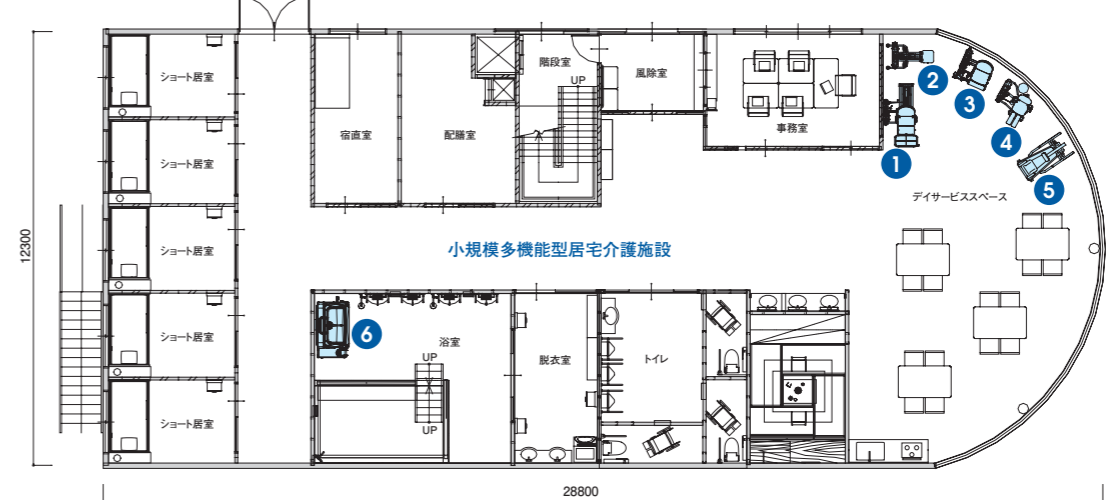 ショート居室
宿直室
配膳室
階段室
UP
風除室
事務室
2
3
4
1
5
ショート居室
デイサービススペース
ショート居室
小規模多機能型居宅介護施設
12300
ショート居室
6
浴室
UP
脱衣室
トイレ
ショート居室
UP
28800